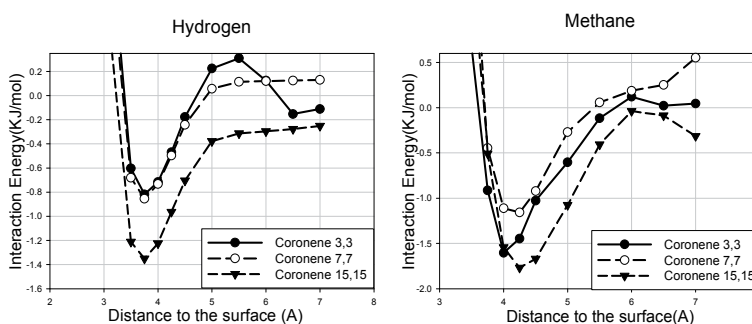 Hydrogen
Interaction Energy(KJ/mol)
0.2
0.0
-0.2
-0.4
-0.6
-0.8
-1.0
-1.2
-1.4
-1.6
2 3 4 5 6 7 8
Distance to the surface (A)
Coronene 3,3
Coronene 7,7
Coronene 15,15
Methane
Interaction Energy(KJ/mol)
0.5
0.0
-0.5
-1.0
-1.5
-2.0
3 4 5 6 7
Distance to the surface(A)
Coronene 3,3
Coronene 7,7
Coronene 15,15